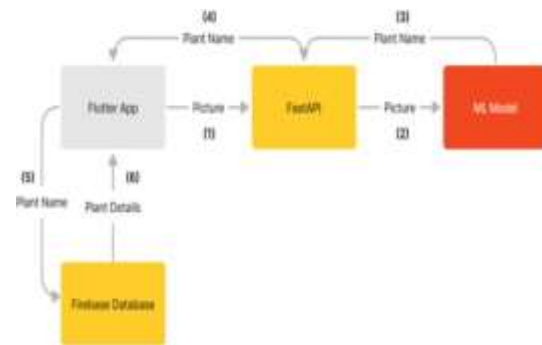 (4)
Plant Name
(3)
Plant Name
Flutter App
Picture
(1)
FastAPI
Picture
(2)
ML Model
(5)
Plant Name
(6)
Plant Details
Firebase Database